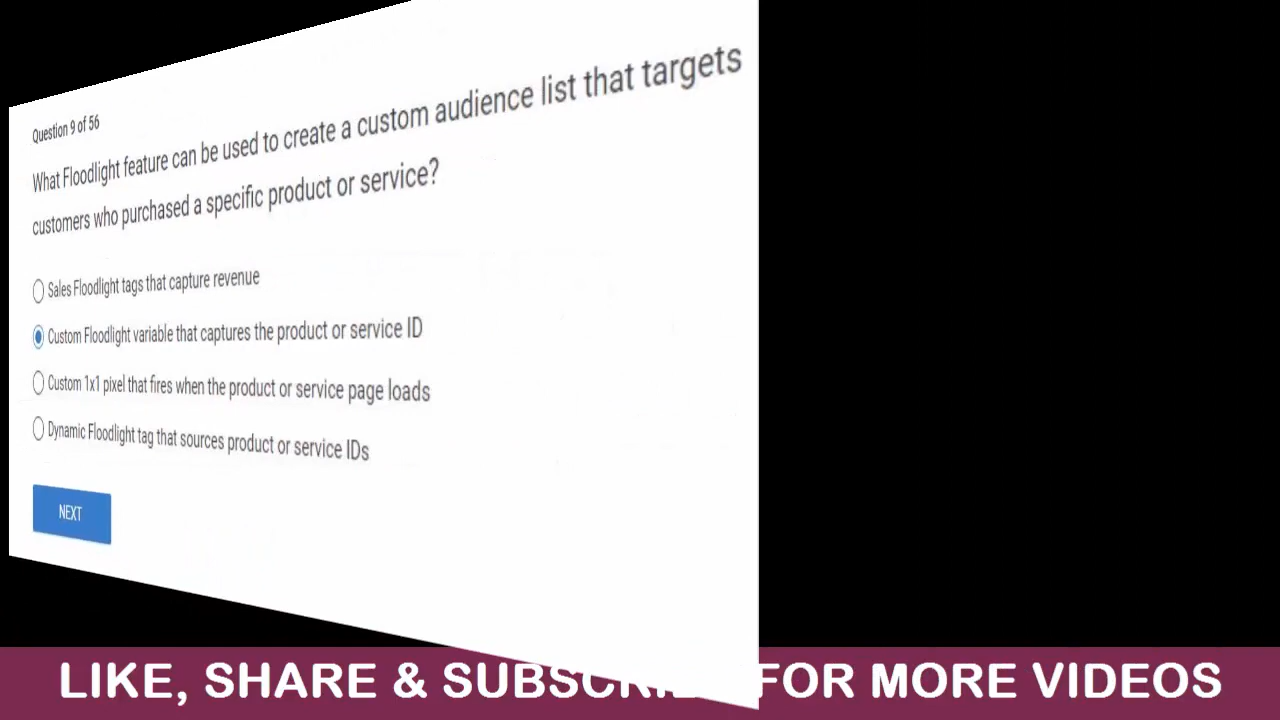 Question 9 of 56
What Floodlight feature can be used to create a custom audience list that targets
customers who purchased a specific product or service?
Sales Floodlight tags that capture revenue
Custom Floodlight variable that captures the product or service ID
Custom 1x1 pixel that fires when the product or service page loads
Dynamic Floodlight tag that sources product or service IDs
NEXT
LIKE, SHARE & FOR MORE VIDEOS